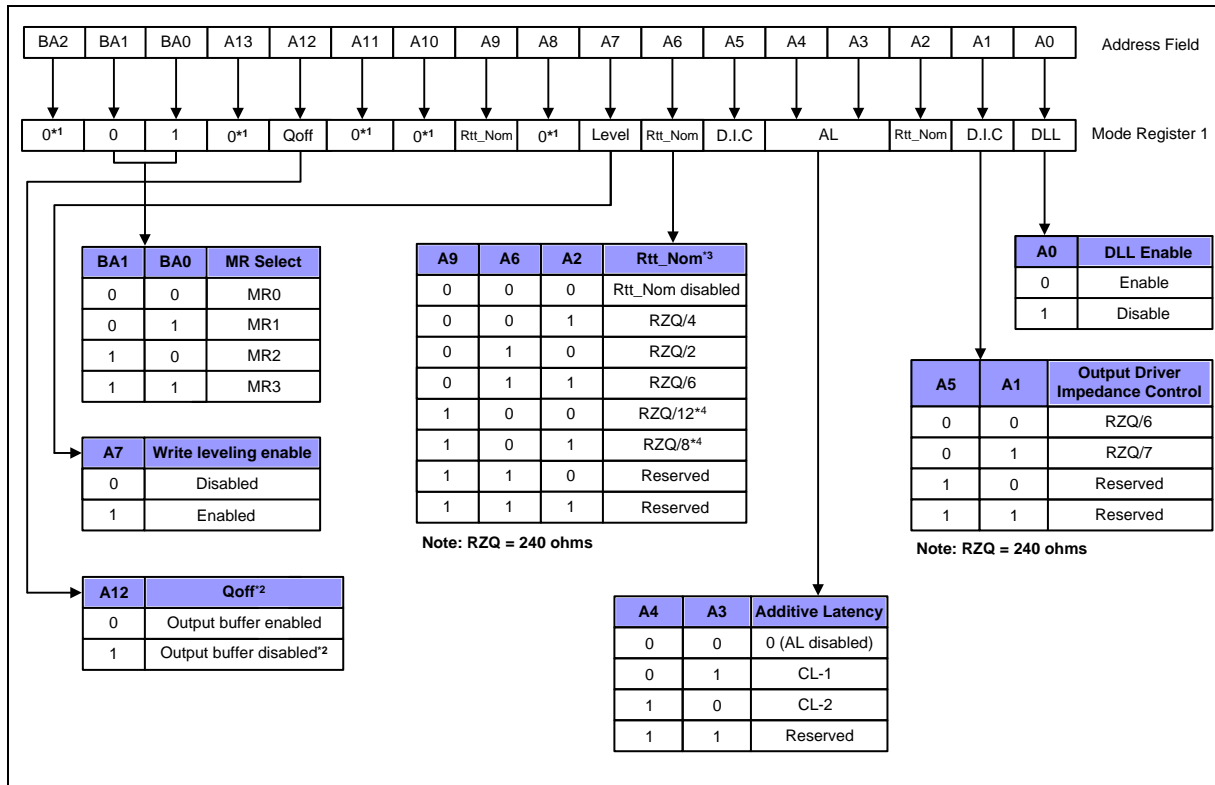 BA2 BA1 BA0 A13 A12 A11 A10 A9 A8 A7 A6 A5 A4 A3 A2 A1 A0 Address Field
0*1 0 1 0*1 Qoff 0*1 0*1 Rtt_Nom 0*1 Level Rtt_Nom D.I.C AL Rtt_Nom D.I.C DLL Mode Register 1
BA1 BA0 MR Select
0 0 MR0
0 1 MR1
1 0 MR2
1 1 MR3
A7 Write leveling enable
0 Disabled
1 Enabled
A12 Qoff*2
0 Output buffer enabled
1 Output buffer disabled*2
A9 A6 A2 Rtt_Nom*3
0 0 0 Rtt_Nom disabled
0 0 1 RZQ/4
0 1 0 RZQ/2
0 1 1 RZQ/6
1 0 0 RZQ/12*4
1 0 1 RZQ/8*4
1 1 0 Reserved
1 1 1 Reserved
Note: RZQ = 240 ohms
A4 A3 Additive Latency
0 0 0 (AL disabled)
0 1 CL-1
1 0 CL-2
1 1 Reserved
A0 DLL Enable
0 Enable
1 Disable
A5 A1 Output Driver
Impedance Control
0 0 RZQ/6
0 1 RZQ/7
1 0 Reserved
1 1 Reserved
Note: RZQ = 240 ohms